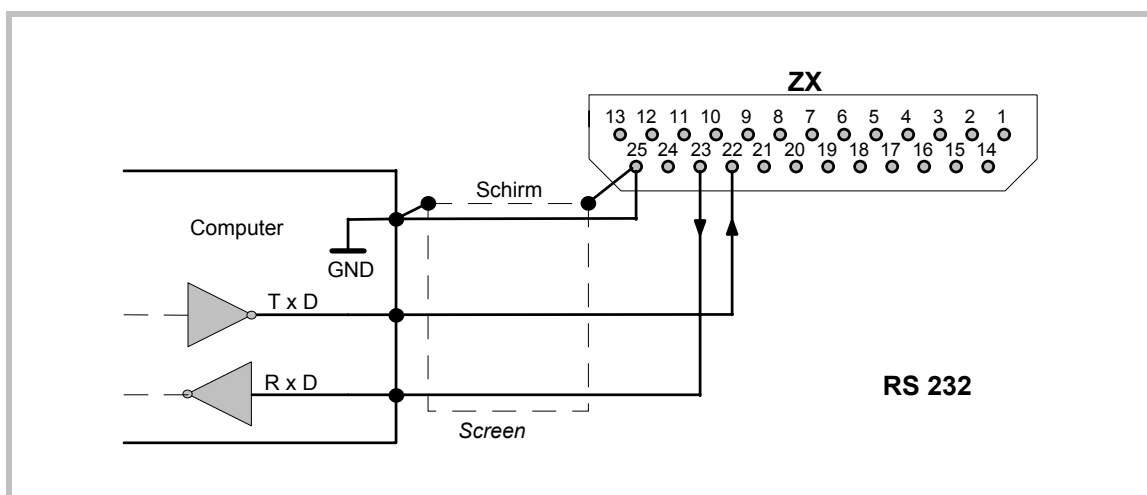 ZX
13 12 11 10 9 8 7 6 5 4 3 2 1
25 24 23 22 21 20 19 18 17 16 15 14
Schirm
Computer
GND
T x D
R x D
RS 232
Screen